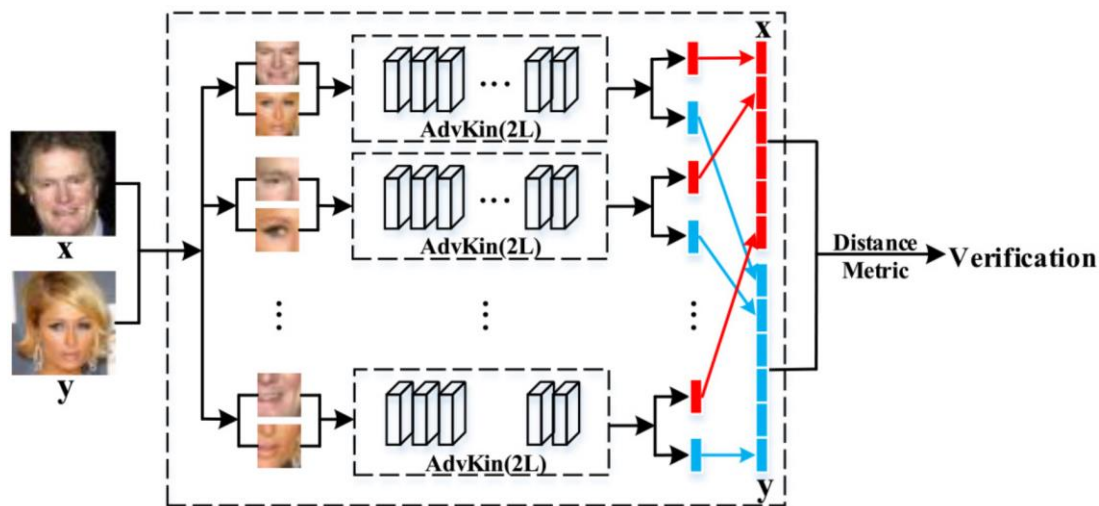 x
x
y
AdvKin(2L)
AdvKin(2L)
AdvKin(2L)
Distance
Metric
Verification
y